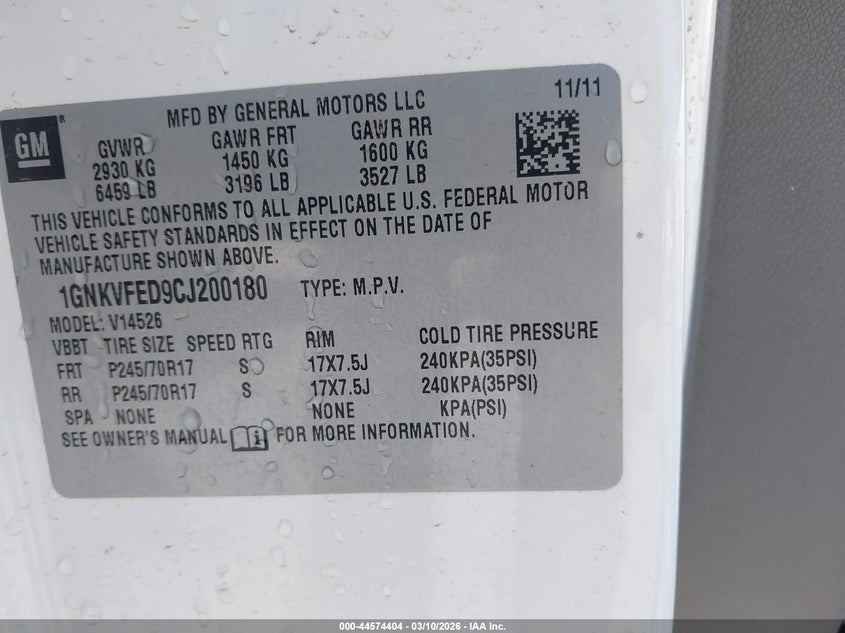 11/11
MFD BY GENERAL MOTORS LLC
GM®
GVWR GAWR FRT GAWR RR
2930 KG 1450 KG 1600 KG
6459 LB 3196 LB 3527 LB
THIS VEHICLE CONFORMS TO ALL APPLICABLE U.S. FEDERAL MOTOR
VEHICLE SAFETY STANDARDS IN EFFECT ON THE DATE OF
MANUFACTURE SHOWN ABOVE.
1GNKVFED9CJ200180 TYPE: M.P.V.
MODEL: V14526
VBBT TIRE SIZE SPEED RTG RIM COLD TIRE PRESSURE
FRT P245/70R17 S 17X7.5J 240KPA(35PSI)
RR P245/70R17 S 17X7.5J 240KPA(35PSI)
SPA NONE NONE KPA(PSI)
SEE OWNER'S MANUAL FOR MORE INFORMATION.
000-44574404 — 03/10/2026 — IAA Inc.